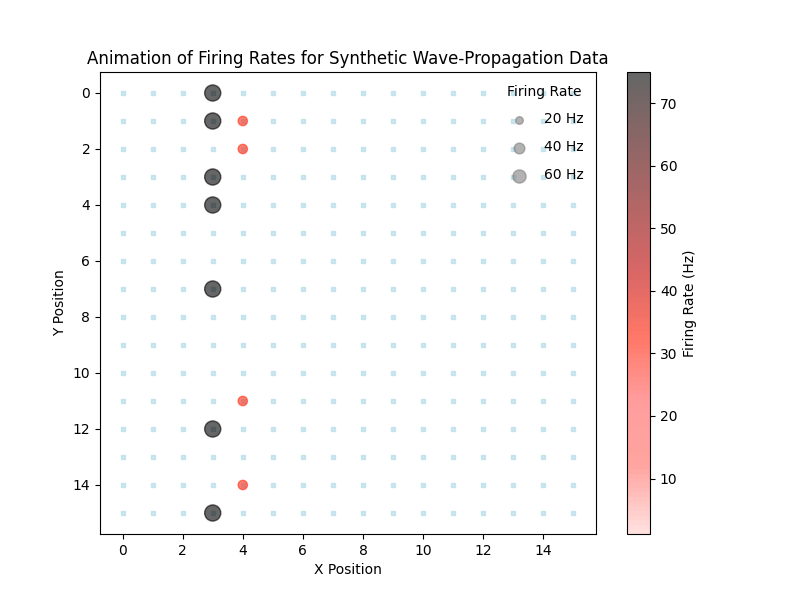 Animation of Firing Rates for Synthetic Wave-Propagation Data
Firing Rate
20 Hz
40 Hz
60 Hz
0
2
4
6
8
10
12
14
Y Position
0
2
4
6
8
10
12
14
X Position
70
60
50
40
30
20
10
Firing Rate (Hz)